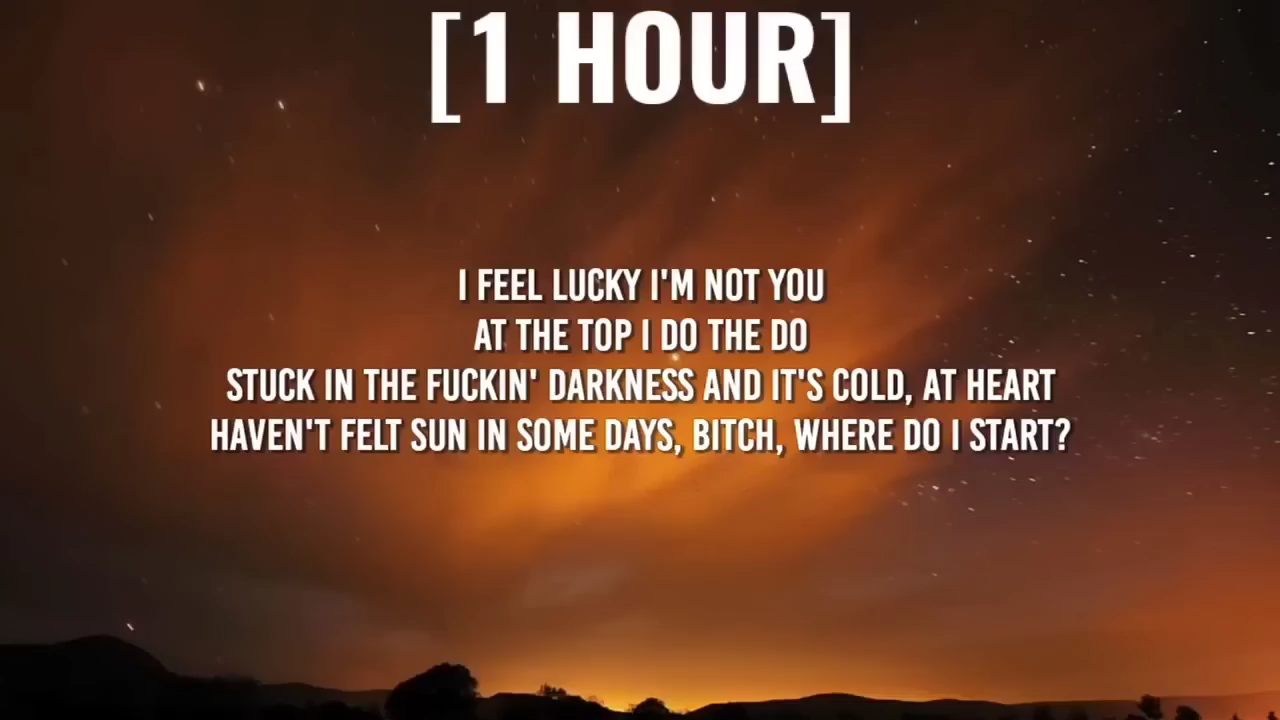 [1 HOUR]
I FEEL LUCKY I'M NOT YOU
AT THE TOP I DO THE DO
STUCK IN THE FUCKIN' DARKNESS AND IT'S COLD, AT HEART
HAVEN'T FELT SUN IN SOME DAYS, BITCH, WHERE DO I START?